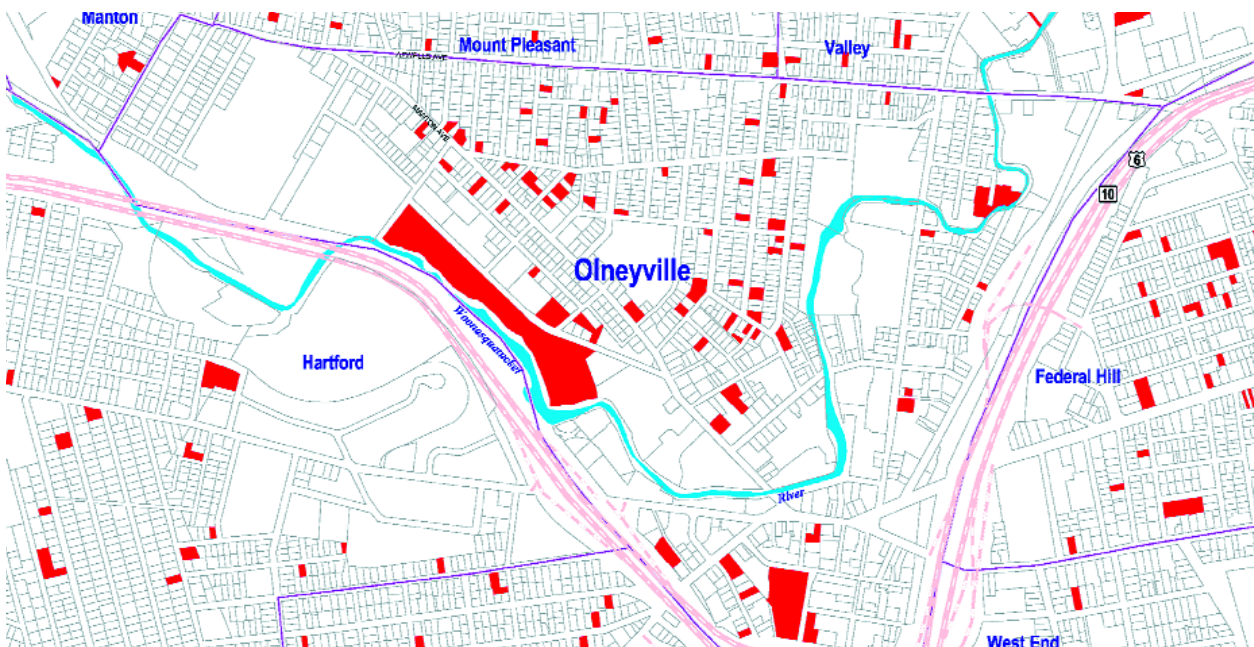 Manton
Mount Pleasant
Valley
MANTON AVE
6
10
Olneyville
Woonasquatucket
Hartford
Federal Hill
River
West End